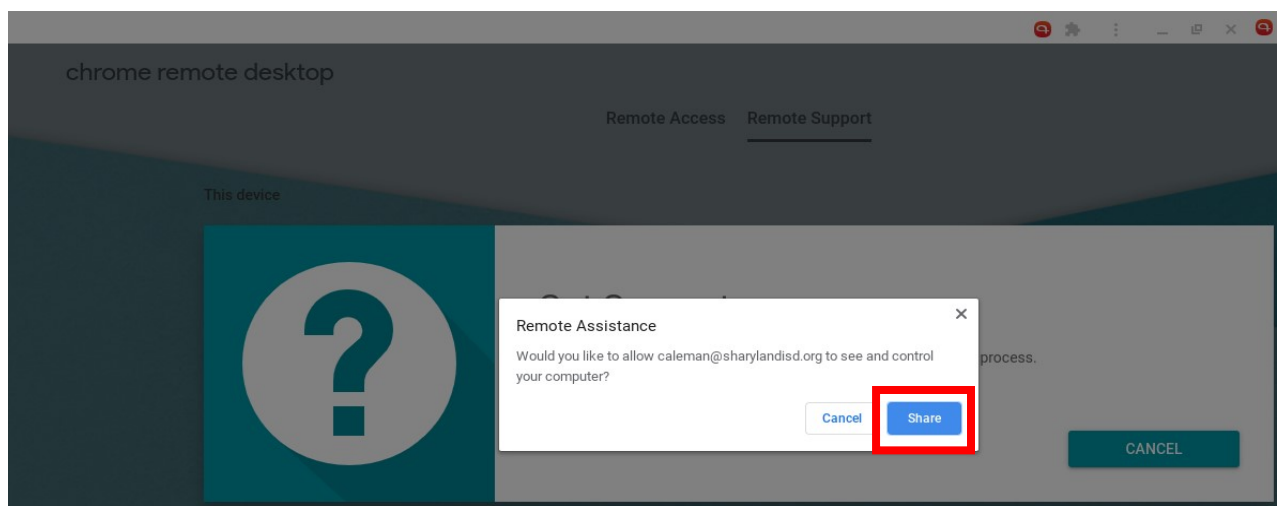 chrome remote desktop
Remote Access Remote Support
This device
Remote Assistance
Would you like to allow caleman@sharylandisd.org to see and control
your computer?
process.
Cancel Share
CANCEL